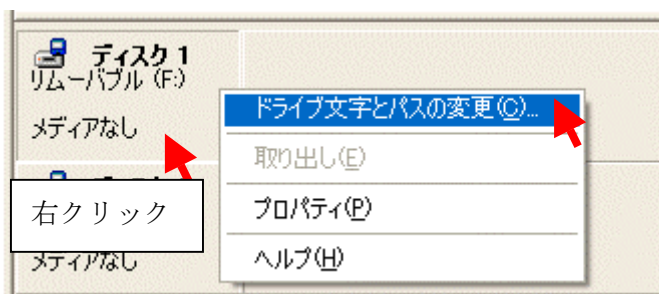 ディスク 1
リムーバブル (F:)
メディアなし
ドライブ文字とパスの変更(C)...
取り出し(E)
プロパティ(P)
ヘルプ(H)
右クリック
メディアなし